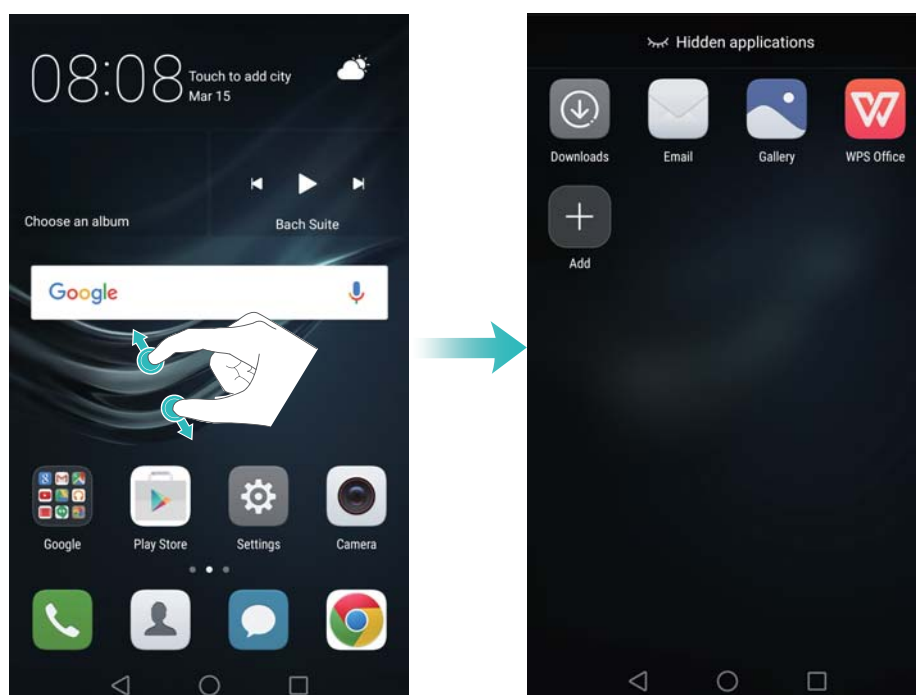 08:08
Touch to add city
Mar 15
Choose an album
Bach Suite
Google
Google
Play Store
Settings
Camera
Hidden applications
Downloads
Email
Gallery
WPS Office
Add